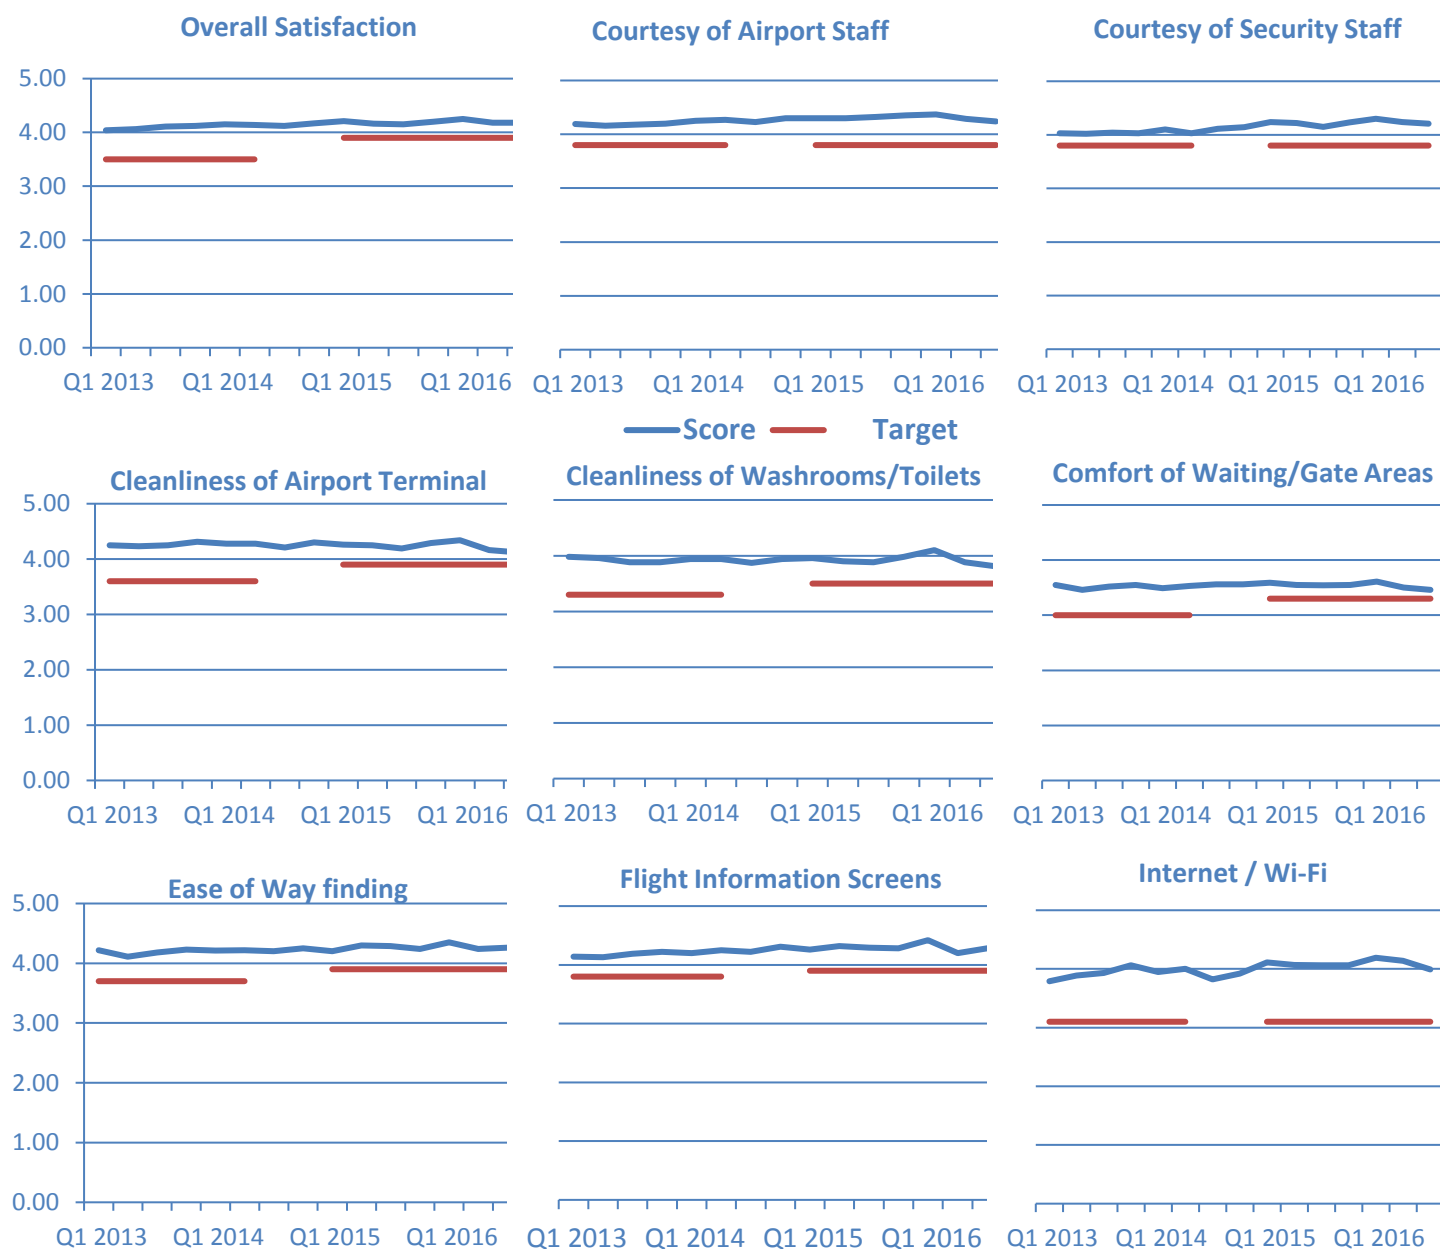 Overall Satisfaction
Courtesy of Airport Staff
Courtesy of Security Staff
5.00
4.00
3.00
2.00
1.00
0.00
Q1 2013 Q1 2014 Q1 2015 Q1 2016
Q1 2013 Q1 2014 Q1 2015 Q1 2016
Q1 2013 Q1 2014 Q1 2015 Q1 2016
Score Target
Cleanliness of Airport Terminal
Cleanliness of Washrooms/Toilets
Comfort of Waiting/Gate Areas
5.00
4.00
3.00
2.00
1.00
0.00
Q1 2013 Q1 2014 Q1 2015 Q1 2016
Q1 2013 Q1 2014 Q1 2015 Q1 2016
Q1 2013 Q1 2014 Q1 2015 Q1 2016
Ease of Way finding
Flight Information Screens
Internet / Wi-Fi
5.00
4.00
3.00
2.00
1.00
0.00
Q1 2013 Q1 2014 Q1 2015 Q1 2016
Q1 2013 Q1 2014 Q1 2015 Q1 2016
Q1 2013 Q1 2014 Q1 2015 Q1 2016